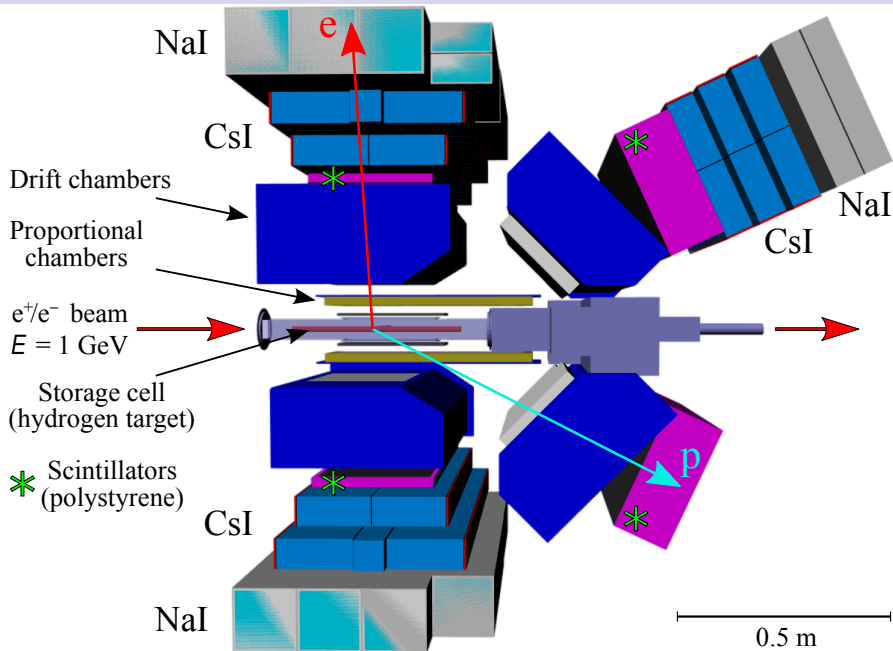 NaI
e
CsI
Drift chambers
Proportional
chambers
e⁺/e⁻ beam
E = 1 GeV
Storage cell
(hydrogen target)
Scintillators
(polystyrene)
CsI
NaI
NaI
CsI
p
0.5 m